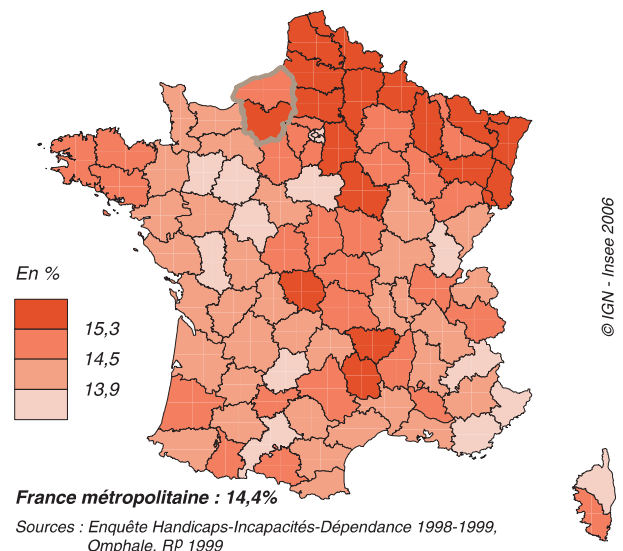 © IGN - Insee 2006
En %
15,3
14,5
13,9
France métropolitaine : 14,4%
Sources : Enquête Handicaps-Incapacités-Dépendance 1998-1999,
Omphale, RP 1999